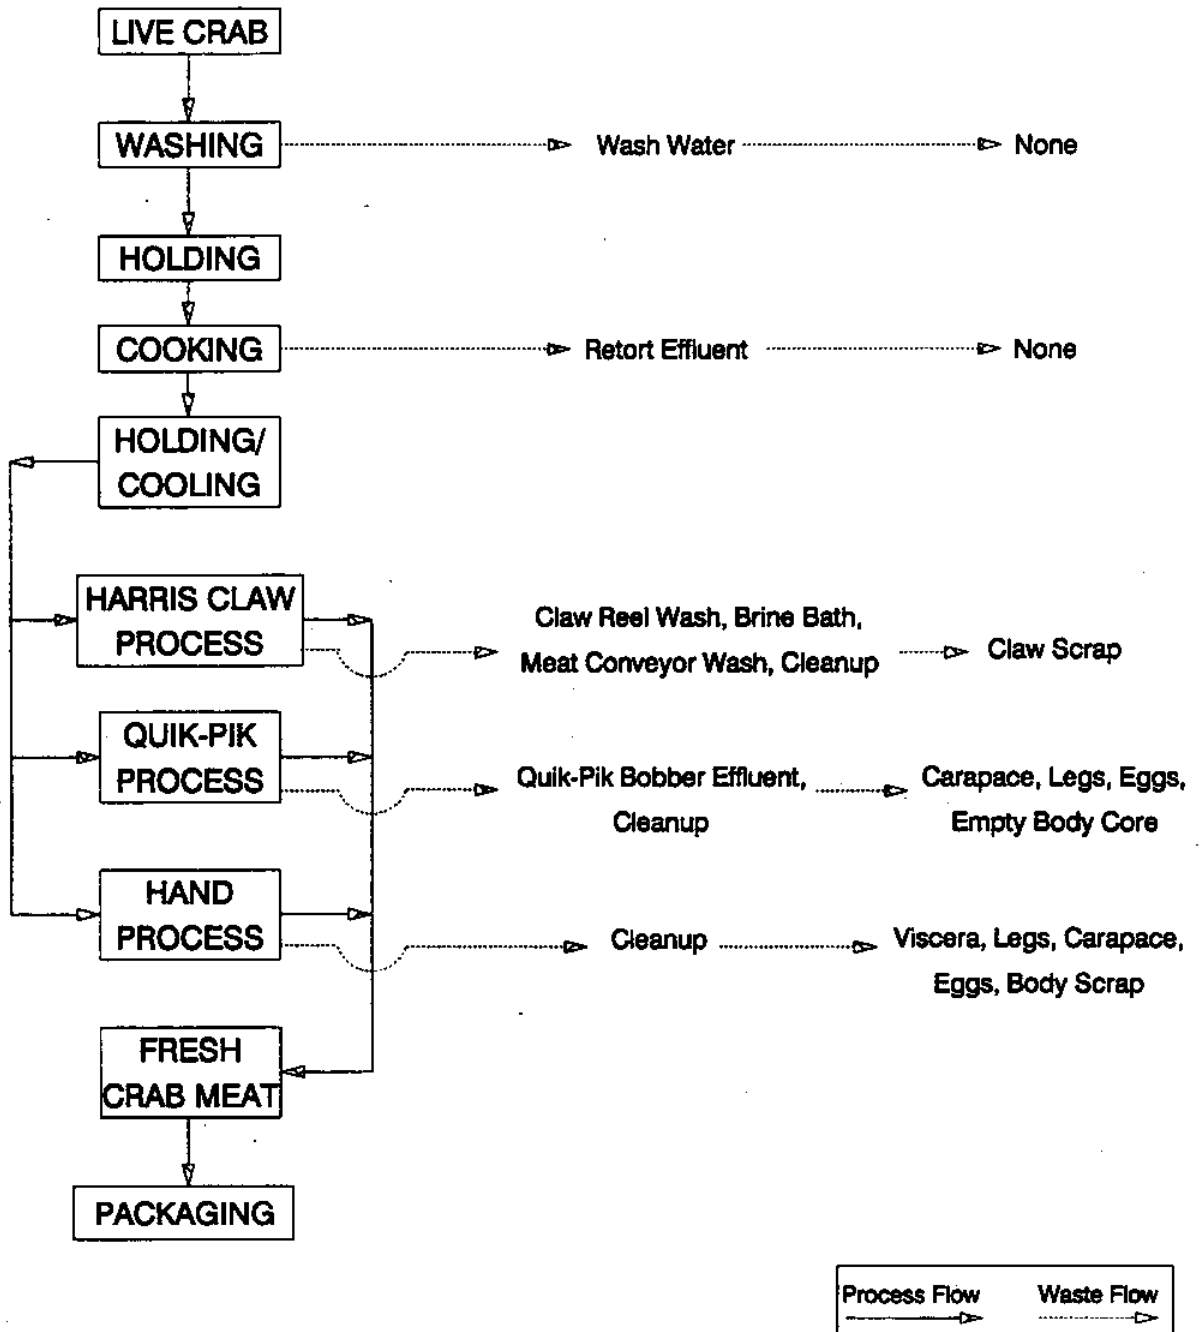 LIVE CRAB
WASHING
Wash Water
None
HOLDING
COOKING
Retort Effluent
None
HOLDING/
COOLING
HARRIS CLAW
PROCESS
Claw Reel Wash, Brine Bath,
Meat Conveyor Wash, Cleanup
Claw Scrap
QUIK-PIK
PROCESS
Quik-Pik Bobber Effluent,
Cleanup
Carapace, Legs, Eggs,
Empty Body Core
HAND
PROCESS
Cleanup
Viscera, Legs, Carapace,
Eggs, Body Scrap
FRESH
CRAB MEAT
PACKAGING
Process Flow
Waste Flow